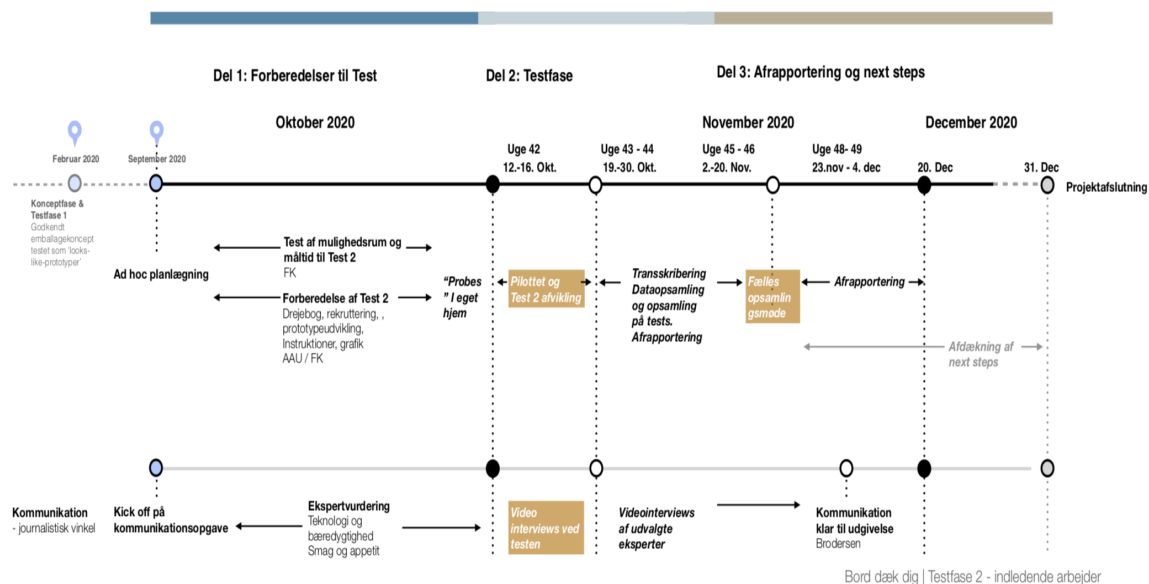 Del 1: Forberedelser til Test
Del 2: Testfase
Del 3: Afrapportering og next steps
Oktober 2020
November 2020
December 2020
Februar 2020
September 2020
Uge 42
12.-16. Okt.
Uge 43 - 44
19.-30. Okt.
Uge 45 - 46
2.-20. Nov.
Uge 48- 49
23.nov - 4. dec
20. Dec
31. Dec
Projektafslutning
Konceptfase &
Testfase 1
Godkendt
emballagekoncept
testet som 'looks-
like-prototyper'
Ad hoc planlægning
Test af mulighedsrum og
måltid til Test 2
FK
Forberedelse af Test 2
Drejebog, rekruttering, ,
prototypeudvikling,
Instruktioner, grafik
AAU / FK
“Probes
” I eget
hjem
Pilottet og
Test 2 afvikling
Transskribering
Dataopsamling
og opsamling
på tests.
Afrapportering
Fælles
opsamlin
gsmøde
Afrapportering
Afdækning af
next steps
Kommunikation
- journalistisk vinkel
Kick off på
kommunikationsopgave
Ekspertvurdering
Teknologi og
bæredygtighed
Smag og appetit
Video
interviews ved
testen
Videointerviews
af udvalgte
eksperter
Kommunikation
klar til udgivelse
Brodersen
Bord dæk dig | Testfase 2 - indledende arbejder